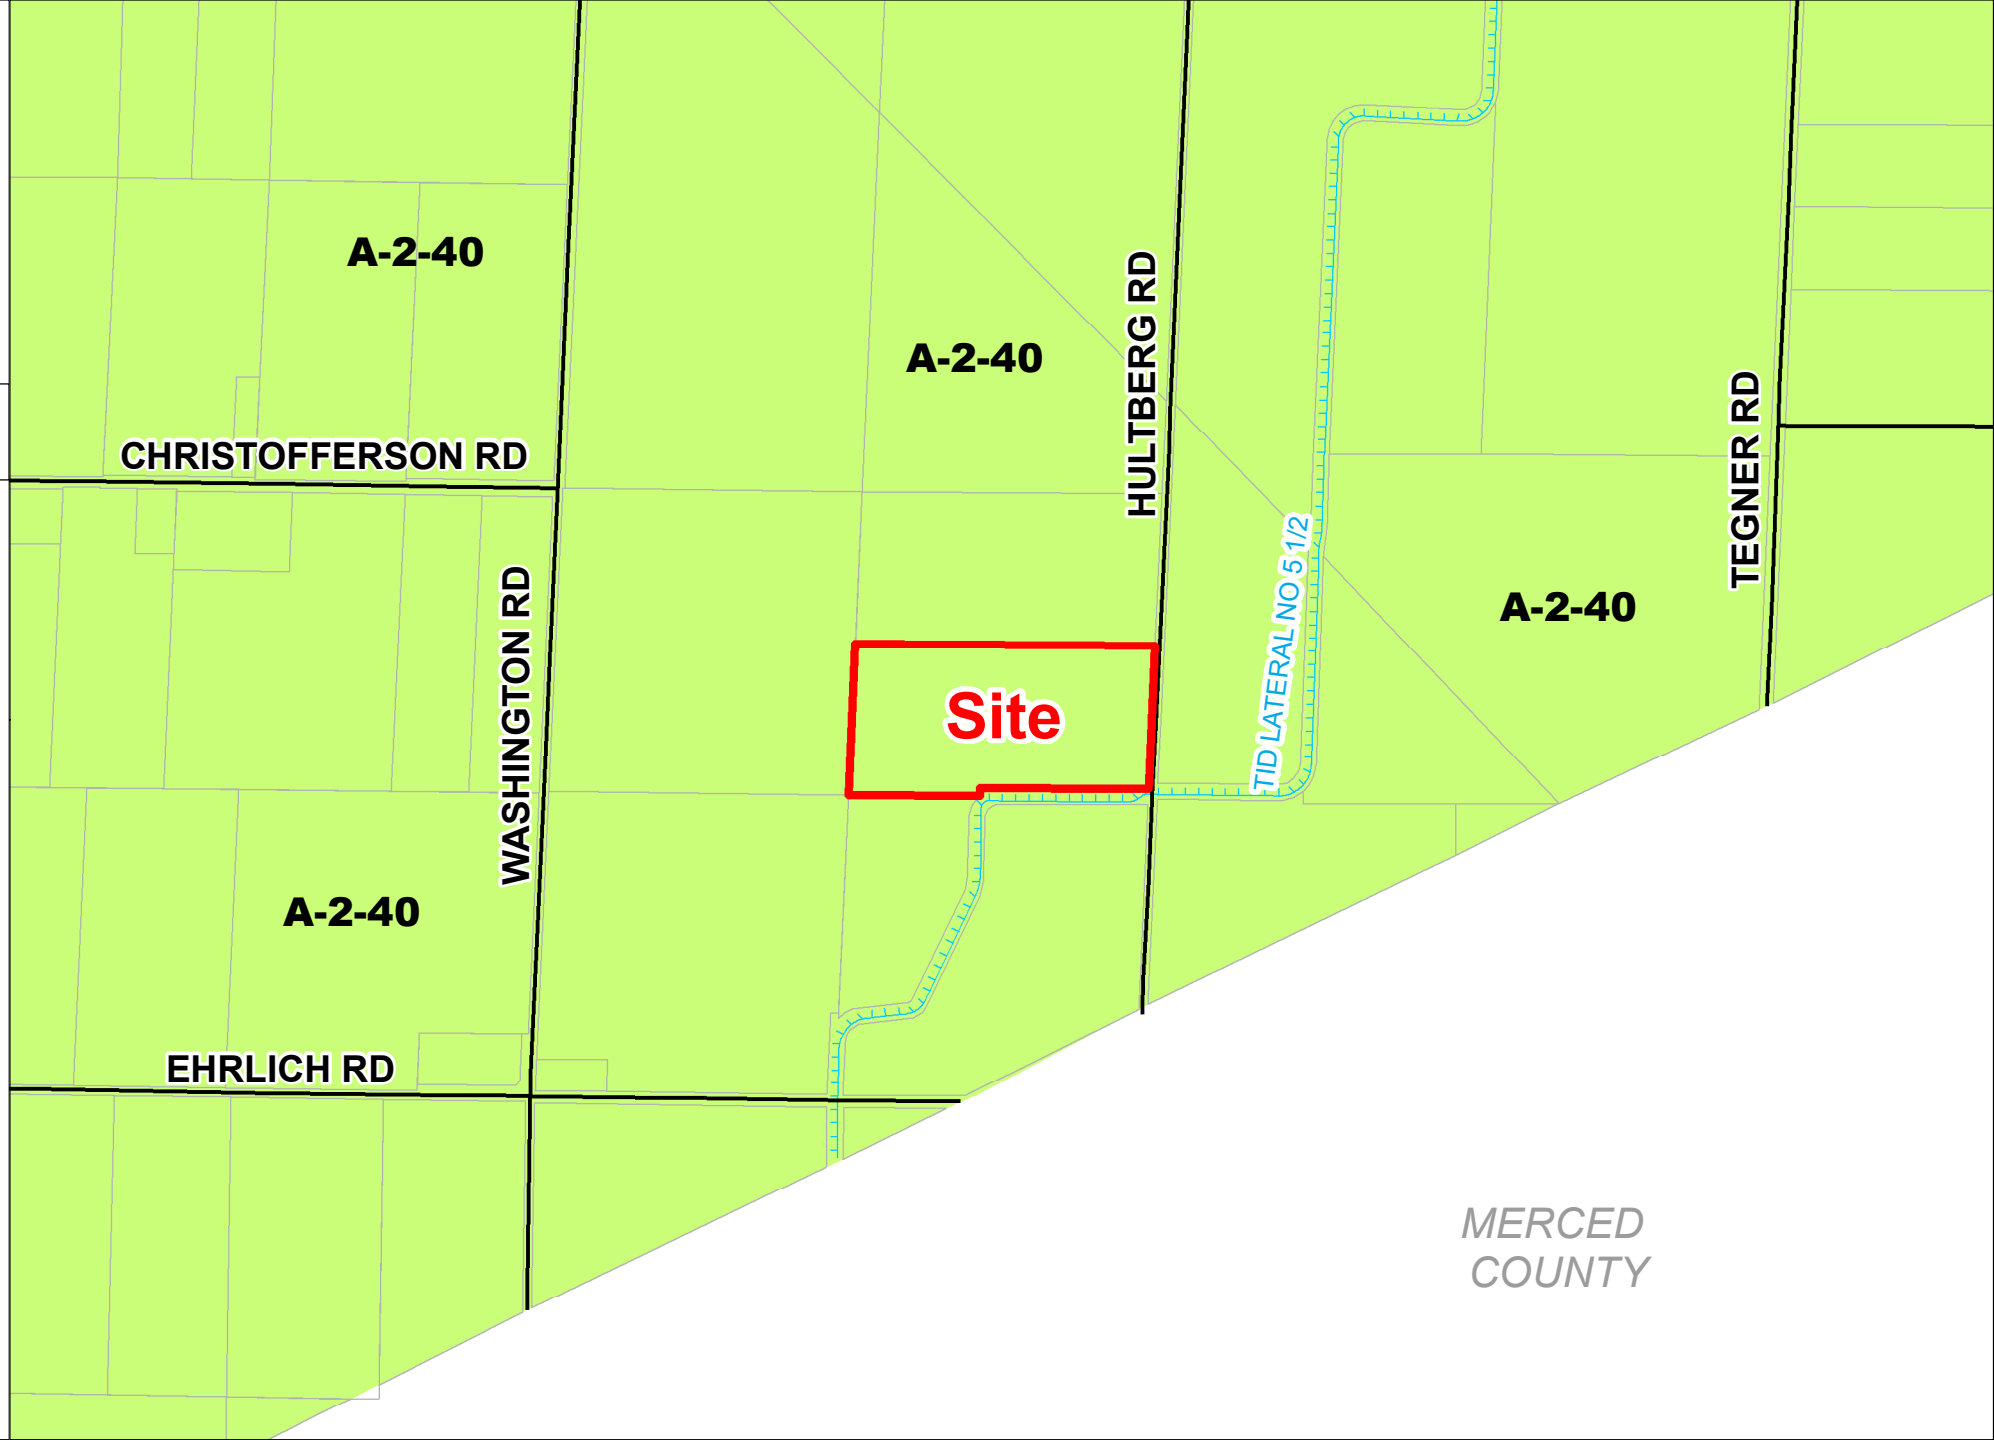 A-2-40
A-2-40
HULTBERG RD
TEGNER RD
CHRISTOFFERSON RD
TID LATERAL NO 5 1/2
WASHINGTON RD
A-2-40
Site
A-2-40
EHRLICH RD
MERCED
COUNTY